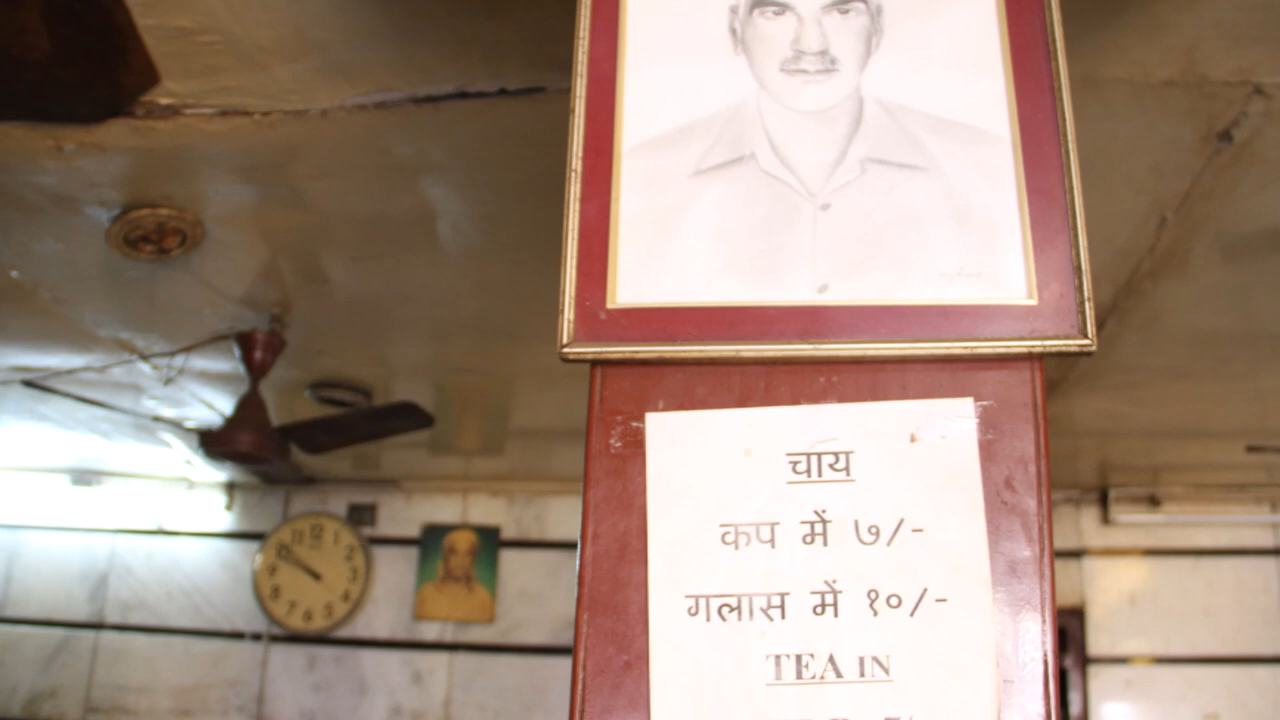 चाय
कप में ७/-
गलास में १०/-
TEA IN